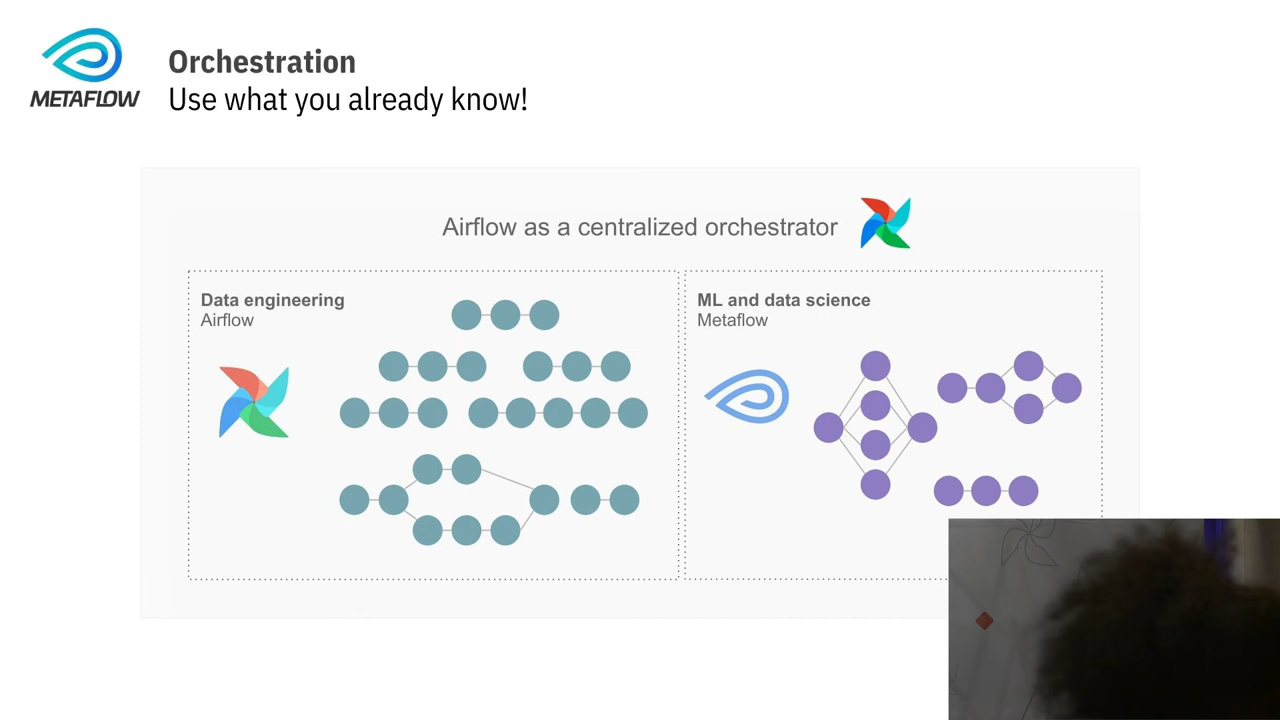 METAFLOW
Orchestration
Use what you already know!
Airflow as a centralized orchestrator
Data engineering
Airflow
ML and data science
Metaflow